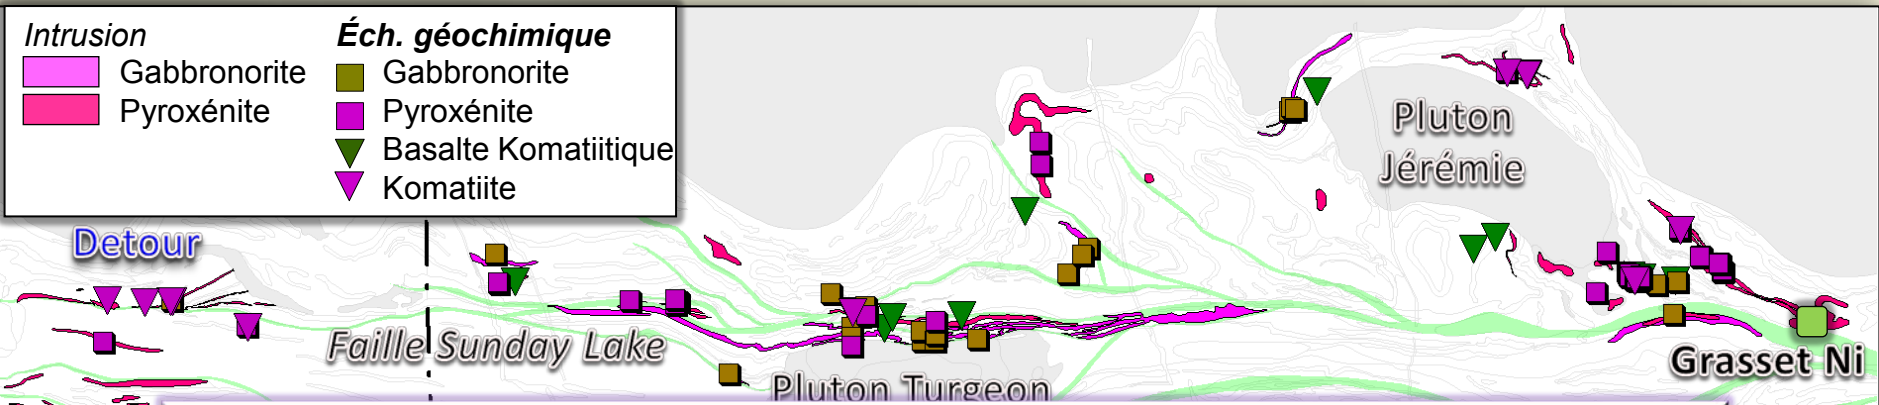 Intrusion
Gabbronorite
Pyroxénite
Éch. géochimique
Gabbronorite
Pyroxénite
Basalte Komatiitique
Komatiite
Pluton
Jérémie
Detour
Faille Sunday Lake
Pluton Turgeon
Grasset Ni